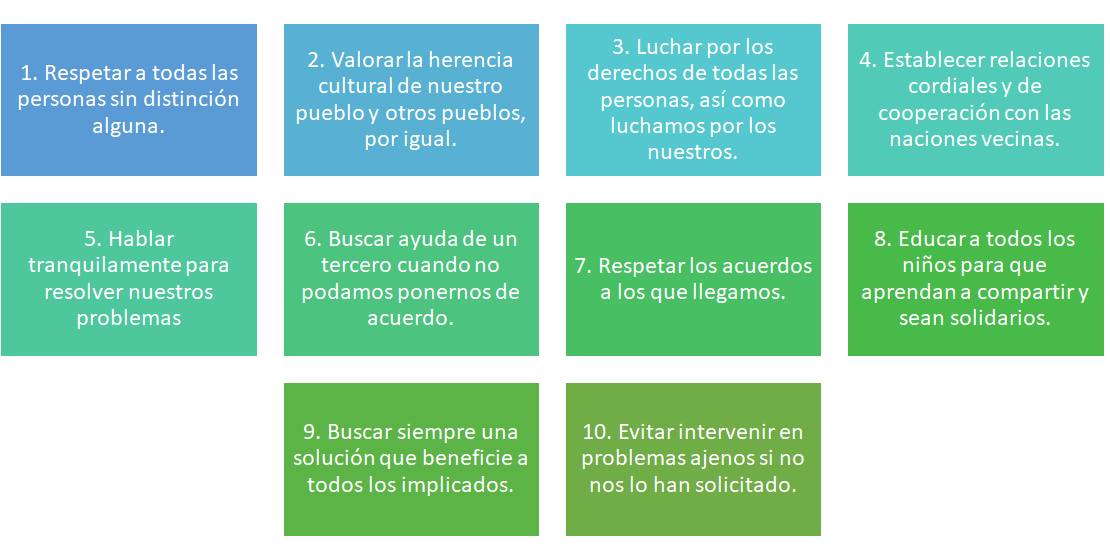 1. Respetar a todas las
personas sin distinción
alguna.
2. Valorar la herencia
cultural de nuestro
pueblo y otros pueblos,
por igual.
3. Luchar por los
derechos de todas las
personas, así como
luchamos por los
nuestros.
4. Establecer relaciones
cordiales y de
cooperación con las
naciones vecinas.
5. Hablar
tranquilamente para
resolver nuestros
problemas
6. Buscar ayuda de un
tercero cuando no
podamos ponernos de
acuerdo.
7. Respetar los acuerdos
a los que llegamos.
8. Educar a todos los
niños para que
aprendan a compartir y
sean solidarios.
9. Buscar siempre una
solución que beneficie a
todos los implicados.
10. Evitar intervenir en
problemas ajenos si no
nos lo han solicitado.